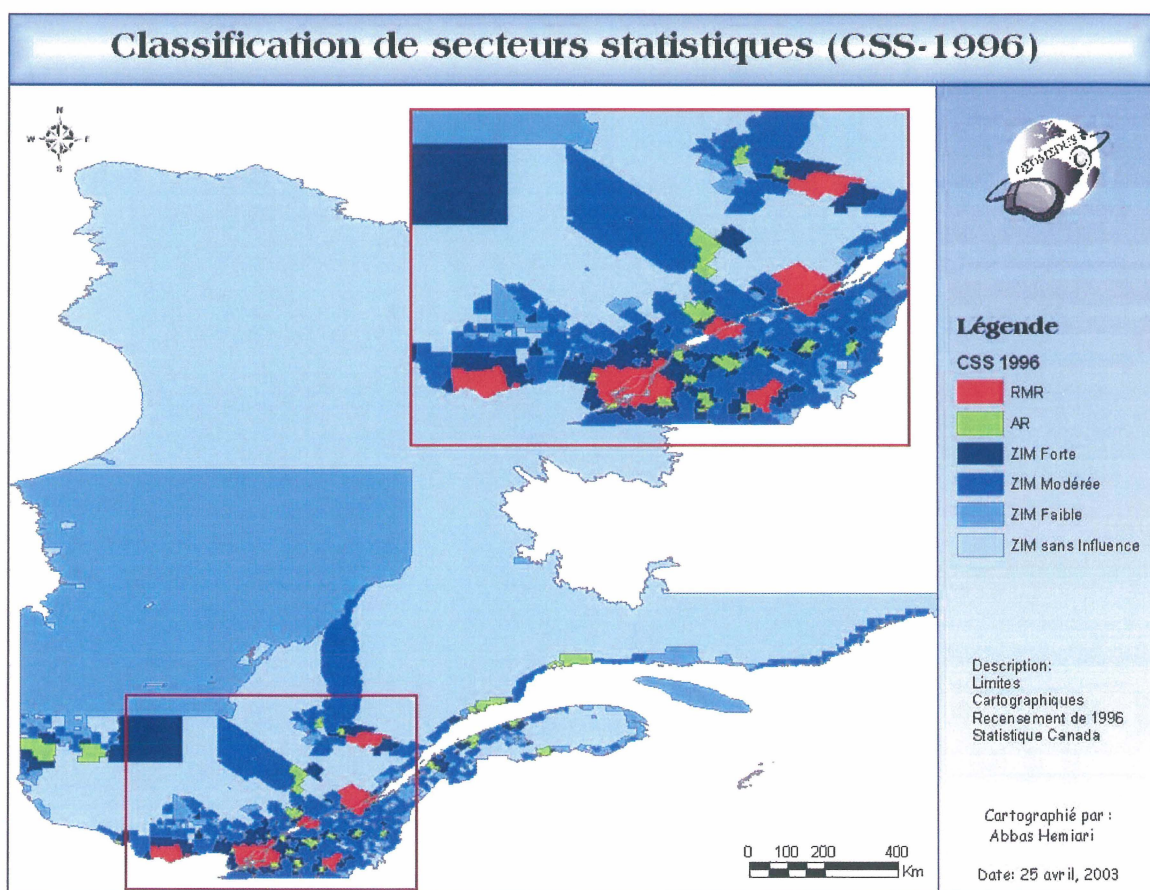 Classification de secteurs statistiques (CSS-1996)
N
W E
S
GEOMEDUS
Légende
CSS 1996
RMR
AR
ZIM Forte
ZIM Modérée
ZIM Faible
ZIM sans Influence
Description:
Limites
Cartographiques
Recensement de 1996
Statistique Canada
Cartographié par :
Abbas Hemiari
Date: 25 avril, 2003
0 100 200 400
Km